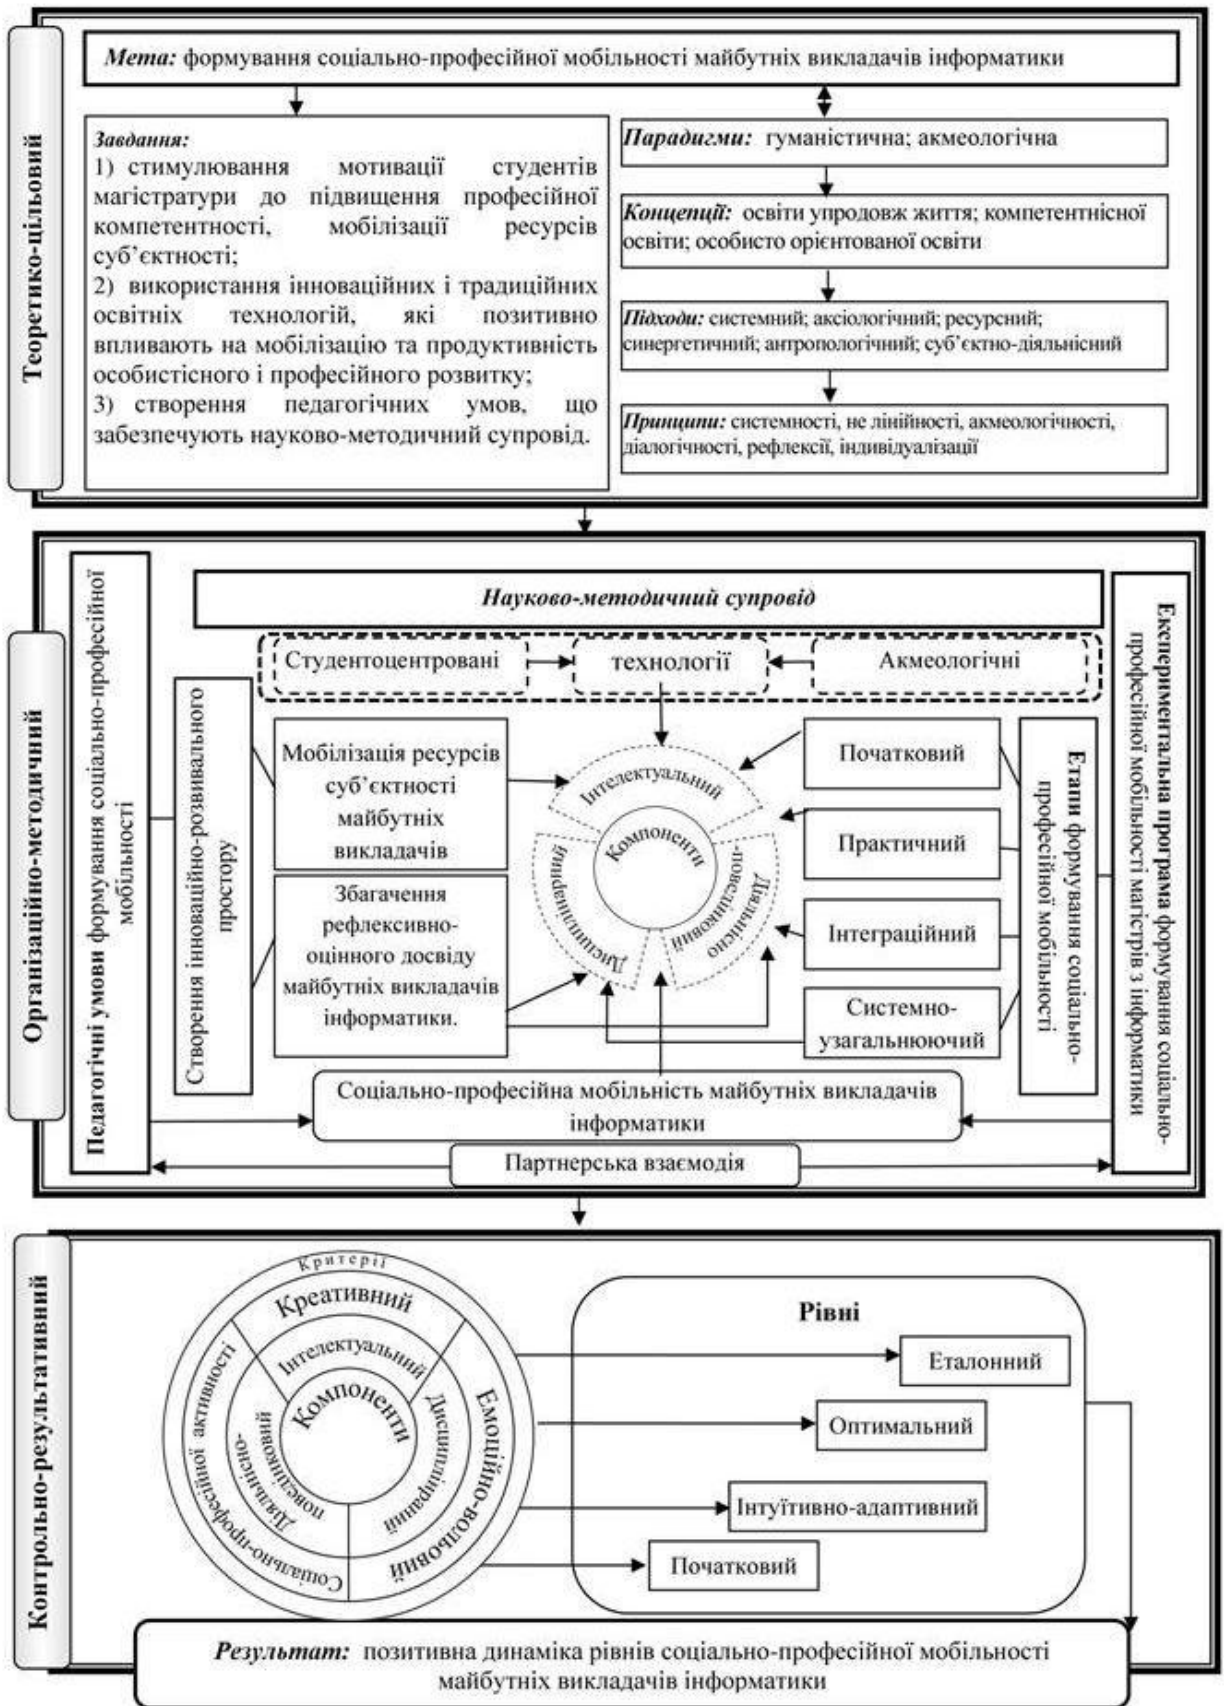 Теоретико-цільовий
Мета: формування соціально-професійної мобільності майбутніх викладачів інформатики
Завдання:
1) стимулювання мотивації студентів
магістратури до підвищення професійної
компетентності, мобілізації ресурсів
суб’єктності;
2) використання інноваційних і традиційних
освітніх технологій, які позитивно
впливають на мобілізацію та продуктивність
особистісного і професійного розвитку;
3) створення педагогічних умов, що
забезпечують науково-методичний супровід.
Парадигми: гуманістична; акмеологічна
Концепції: освіти упродовж життя; компетентнісної
освіти; особисто орієнтованої освіти
Підходи: системний; аксіологічний; ресурсний;
синергетичний; антропологічний; суб’єктно-діяльнісний
Принципи: системності, не лінійності, акмеологічності,
діалогічності, рефлексії, індивідуалізації
Організаційно-методичний
Педагогічні умови формування соціально-професійної
мобільності
Створення інноваційно-розвивального
простору
Науково-методичний супровід
Студентоцентровані
технології
Акмеологічні
Мобілізація ресурсів
суб’єктності
майбутніх
викладачів
Збагачення
рефлексивно-
оцінного досвіду
майбутніх викладачів
інформатики.
Інтелектуальний
Компоненти
Дисциплінарний
Діяльнісно
-поведінковий
Початковий
Практичний
Інтеграційний
Системно-
узагальнюючий
Етапи формування соціально-
професійної мобільності
Експериментальна програма формування соціально-
професійної мобільності магістрів з інформатики
Соціально-професійна мобільність майбутніх викладачів
інформатики
Партнерська взаємодія
Контрольно-результативний
Критерії
Креативний
Інтелектуальний
Компоненти
Соціально-професійної активності
Діяльнісно-
поведінковий
Емоційно-вольовий
Рівні
Еталонний
Оптимальний
Інтуїтивно-адаптивний
Початковий
Результат: позитивна динаміка рівнів соціально-професійної мобільності
майбутніх викладачів інформатики